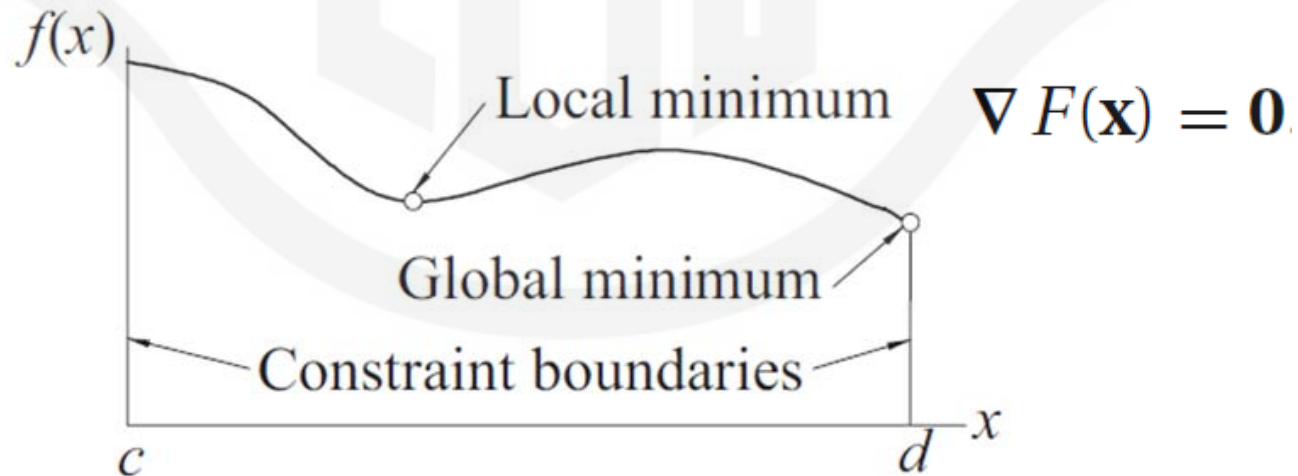 f(x)
Local minimum
∇ F(x) = 0.
Global minimum
Constraint boundaries
x
c
d